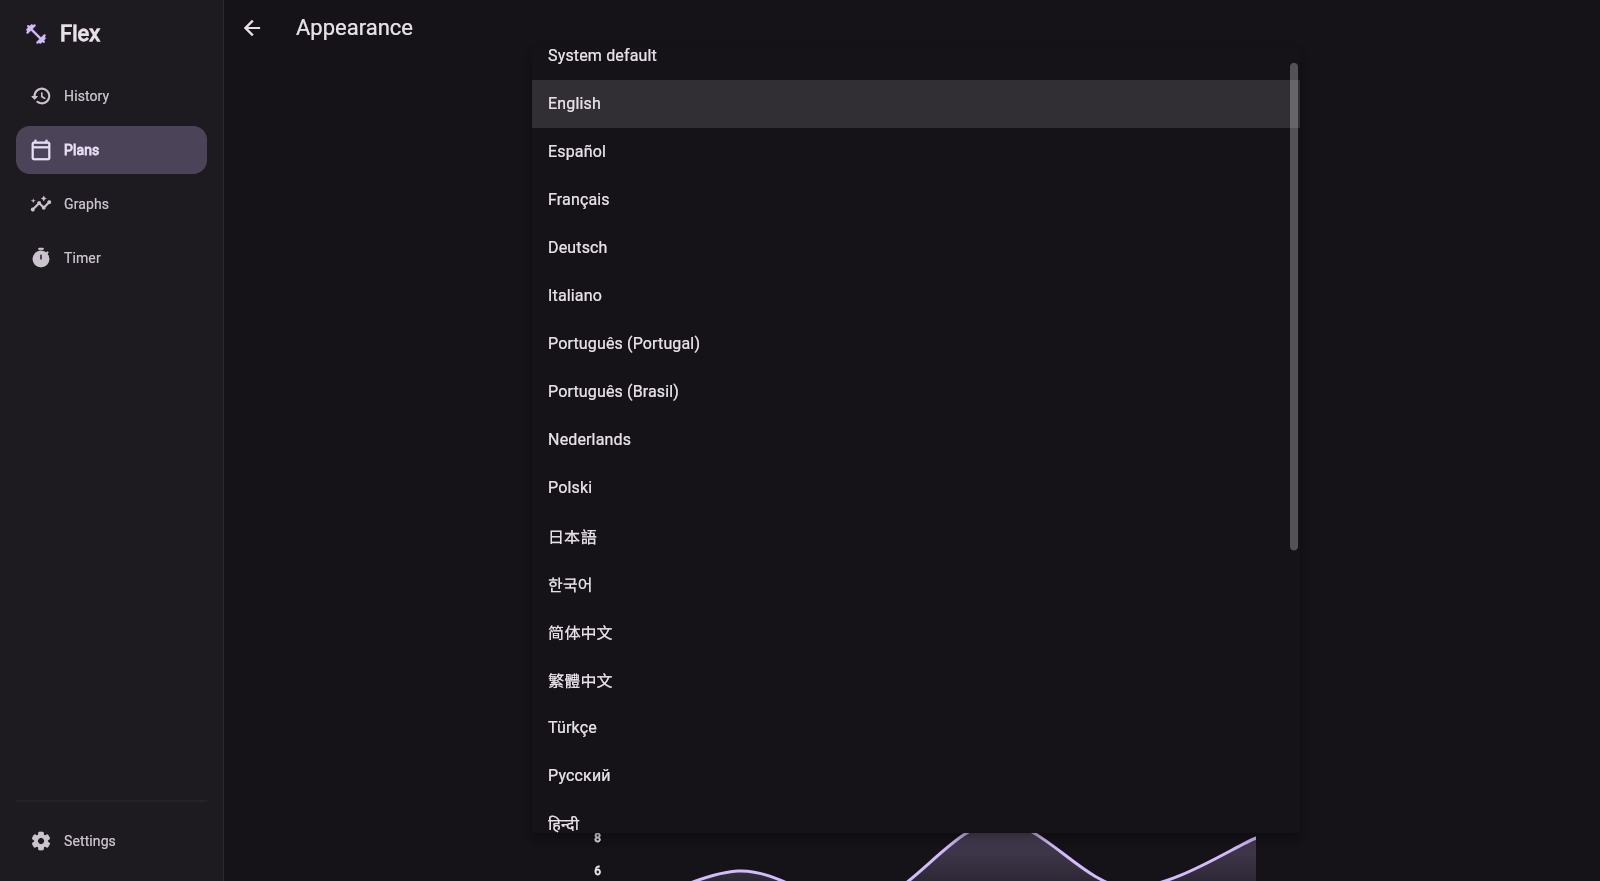 Flex
History
Plans
Graphs
Timer
Settings
Appearance
System default
English
Español
Français
Deutsch
Italiano
Português (Portugal)
Português (Brasil)
Nederlands
Polski
日本語
한국어
简体中文
繁體中文
Türkçe
Русский
हिन्दी
8
6